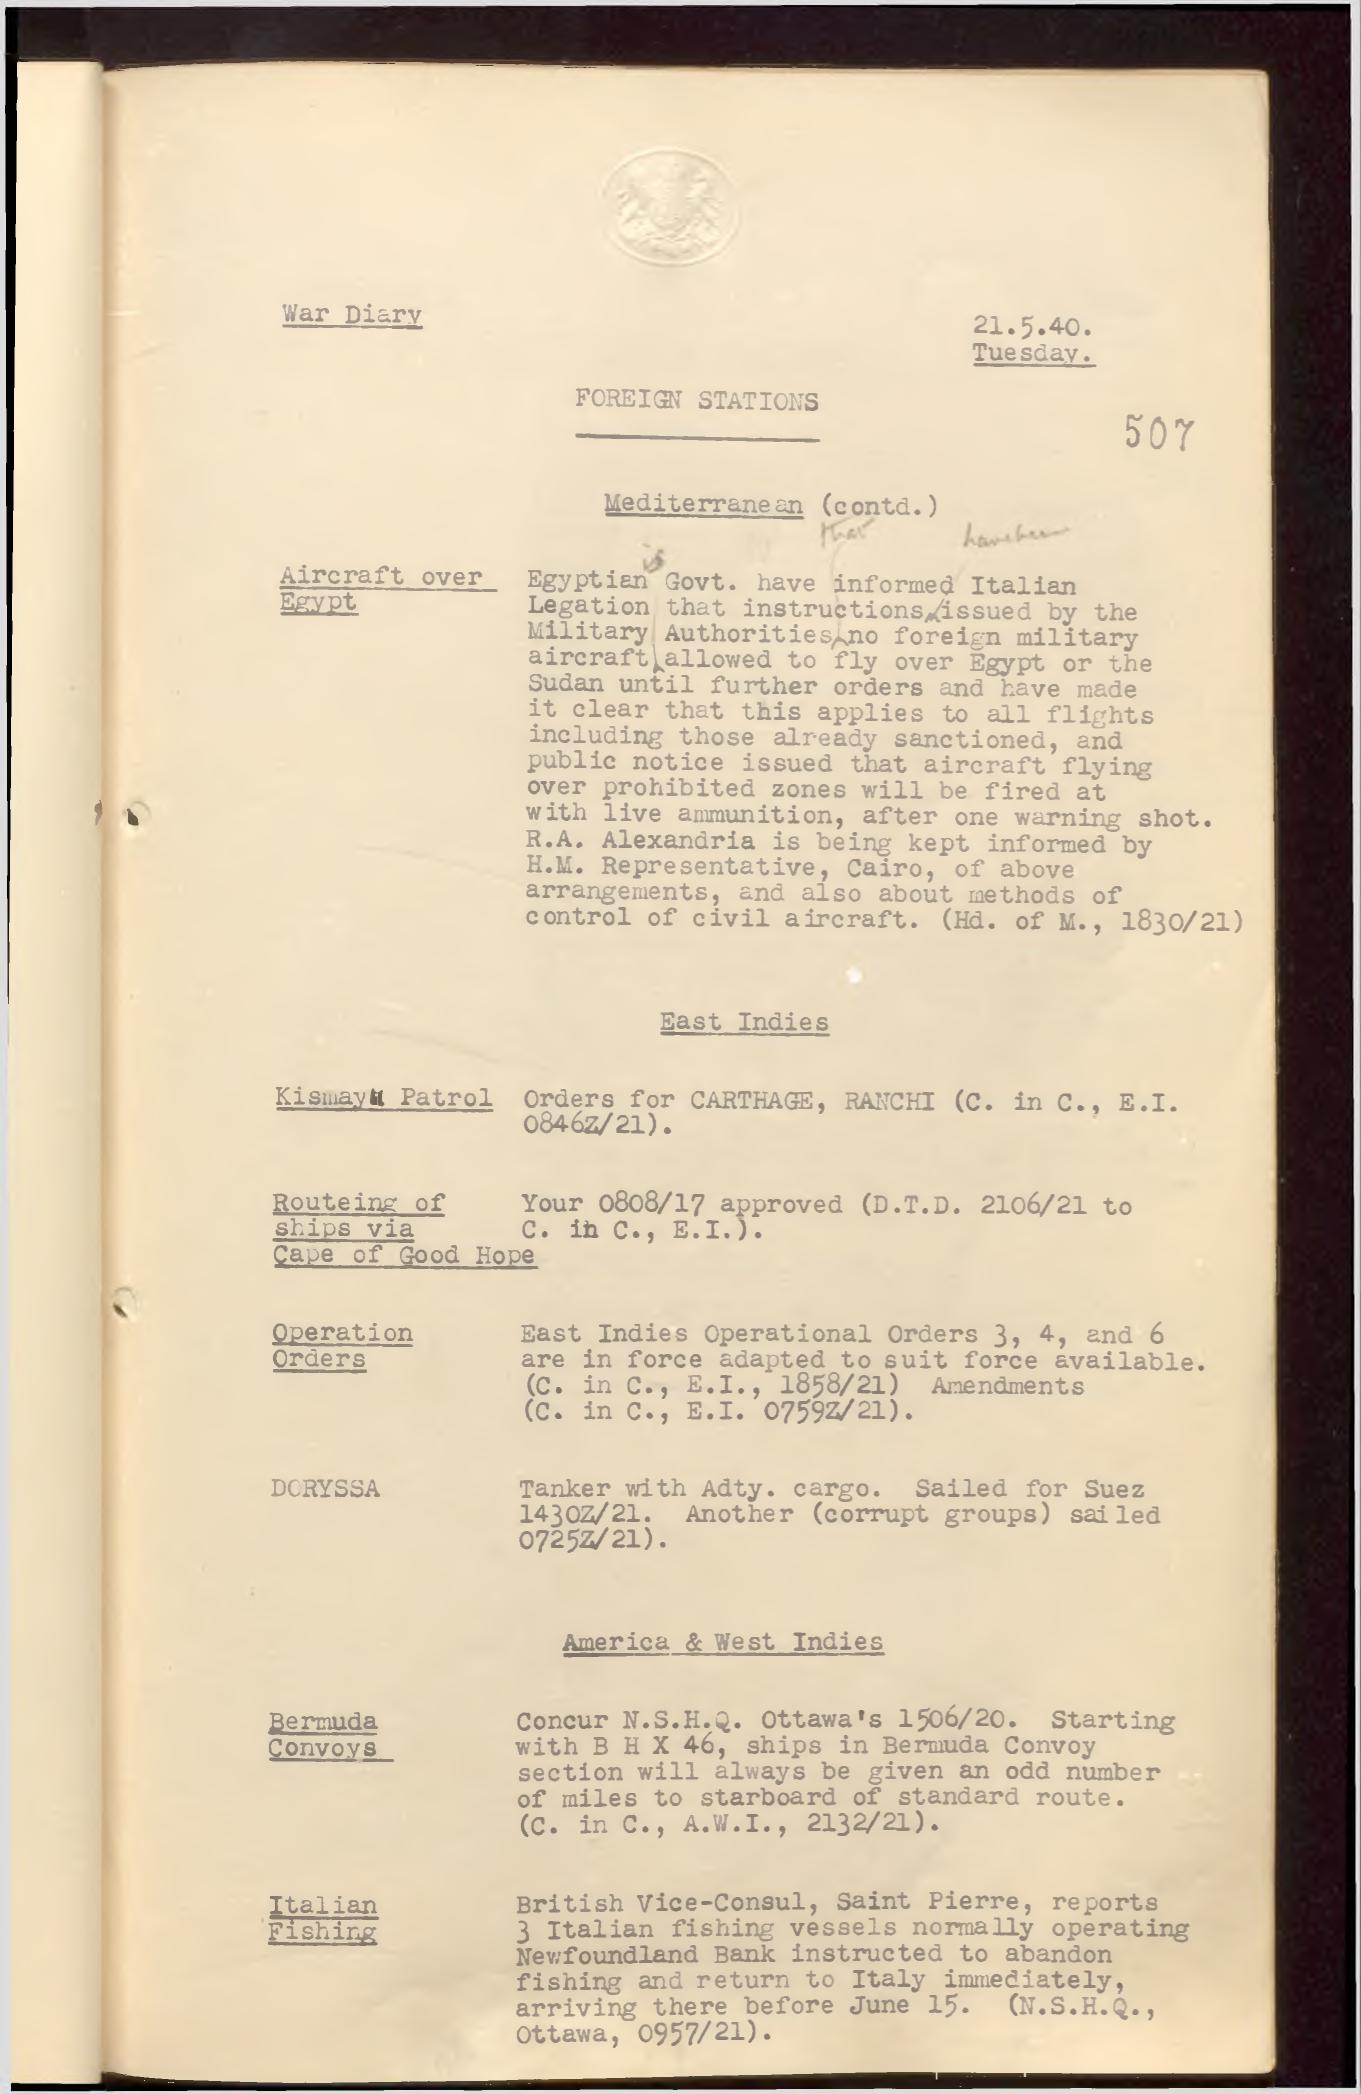 War Diary
21.5.40.
Tuesday.
FOREIGN STATIONS
507
Mediterranean (contd.)
that have been
is
Aircraft over Egyptian Govt. have informed Italian
Egypt Legation that instructions issued by the
Military Authorities no foreign military
aircraft allowed to fly over Egypt or the
Sudan until further orders and have made
it clear that this applies to all flights
including those already sanctioned, and
public notice issued that aircraft flying
over prohibited zones will be fired at
with live ammunition, after one warning shot.
R.A. Alexandria is being kept informed by
H.M. Representative, Cairo, of above
arrangements, and also about methods of
control of civil aircraft. (Hd. of M., 1830/21)
East Indies
Kismayu Patrol Orders for CARTHAGE, RANCHI (C. in C., E.I.
0846Z/21).
Routeing of Your 0808/17 approved (D.T.D. 2106/21 to
ships via C. in C., E.I.).
Cape of Good Hope
Operation East Indies Operational Orders 3, 4, and 6
Orders are in force adapted to suit force available.
(C. in C., E.I., 1858/21) Amendments
(C. in C., E.I. 0759Z/21).
DORYSSA Tanker with Adty. cargo. Sailed for Suez
1430Z/21. Another (corrupt groups) sailed
0725Z/21).
America & West Indies
Bermuda Concur N.S.H.Q. Ottawa's 1506/20. Starting
Convoys with B H X 46, ships in Bermuda Convoy
section will always be given an odd number
of miles to starboard of standard route.
(C. in C., A.W.I., 2132/21).
Italian British Vice-Consul, Saint Pierre, reports
Fishing 3 Italian fishing vessels normally operating
Newfoundland Bank instructed to abandon
fishing and return to Italy immediately,
arriving there before June 15. (N.S.H.Q.,
Ottawa, 0957/21).